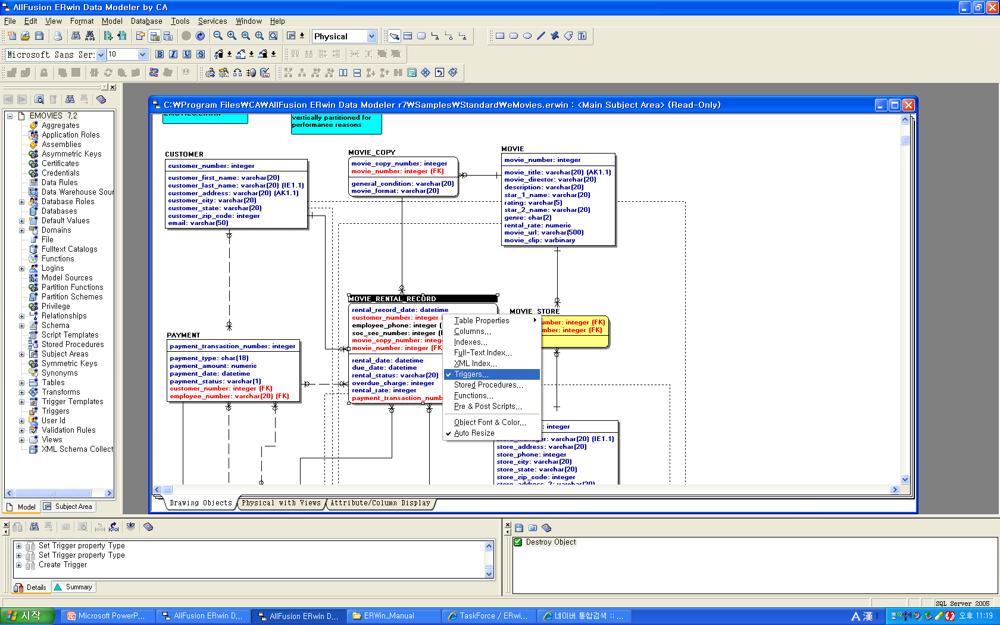 AllFusion ERwin Data Modeler by CA
File Edit View Format Model Database Tools Services Window Help
Physical
Microsoft Sans Ser: 10
EMOVIES 7,2
Aggregates
Application Roles
Assemblies
Asymmetric Keys
Certificates
Credentials
Data Rules
Data Warehouse Sour
Database Roles
Databases
Default Values
Domains
File
Fulltext Catalogs
Functions
Logins
Model Sources
Partition Functions
Partition Schemes
Privilege
Relationships
Schema
Script Templates
Stored Procedures
Subject Areas
Symmetric Keys
Synonyms
Tables
Transforms
Trigger Templates
Triggers
User Id
Validation Rules
Views
XML Schema Collect
Model
Subject Area
C:₩Program Files₩CA₩AllFusion ERwin Data Modeler r7₩Samples₩Standard₩eMovies.erwin : <Main Subject Area> (Read-Only)
vertically partitioned for
performance reasons
CUSTOMER
customer_number: integer
customer_first_name: varchar(20)
customer_last_name: varchar(20) (IE1.1)
customer_address: varchar(20) (AK1.1)
customer_city: varchar(20)
customer_state: varchar(20)
customer_zip_code: integer
email: varchar(50)
MOVIE_COPY
movie_copy_number: integer
movie_number: integer (FK)
general_condition: varchar(20)
movie_format: varchar(20)
MOVIE
movie_number: integer
movie_title: varchar(20) (AK1.1)
movie_director: varchar(20)
description: varchar(20)
star_1_name: varchar(20)
rating: varchar(5)
star_2_name: varchar(20)
genre: char(2)
rental_rate: numeric
movie_url: varchar(500)
movie_clip: varbinary
MOVIE_RENTAL_RECORD
rental_record_date: datetime
customer_number: integer (
employee_phone: integer (
soc_sec_number: integer (
movie_copy_number: integ
movie_number: integer (FK
rental_date: datetime
due_date: datetime
rental_status: varchar(20)
overdue_charge: integer
rental_rate: integer
payment_transaction_numb
MOVIE_STORE
umber: integer (FK)
mber: integer (FK)
PAYMENT
payment_transaction_number: integer
payment_type: char(18)
payment_amount: numeric
payment_date: datetime
payment_status: varchar(1)
customer_number: integer (FK)
employee_number: varchar(20) (FK)
Table Properties
Columns...
Indexes...
Full-Text Index...
XML Index...
Triggers...
Stored Procedures...
Functions...
Pre & Post Scripts...
Object Font & Color...
Auto Resize
: integer
store_manager: varchar(20) (IE1.1)
store_address: varchar(20)
store_phone: integer
store_city: varchar(20)
store_state: varchar(20)
store_zip_code: integer
store_address_2: varchar(20)
Drawing Objects
Physical with Views
Attribute/Column Display
Set Trigger property Type
Set Trigger property Type
Create Trigger
Details
Summary
Destroy Object
SQL Server 2005
시작
Microsoft PowerP...
AllFusion ERwin D...
AllFusion ERwin D...
ERWin_Manual
TaskForce / ERwi...
네이버 통합검색 :: ...
A 漢
오후 11:19